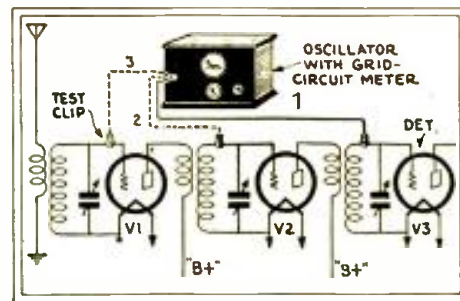 OSCILLATOR
WITH GRID-
CIRCUIT METER
3
1
TEST
CLIP
2
DET.
V1
V2
V3
"B+"
"B+"